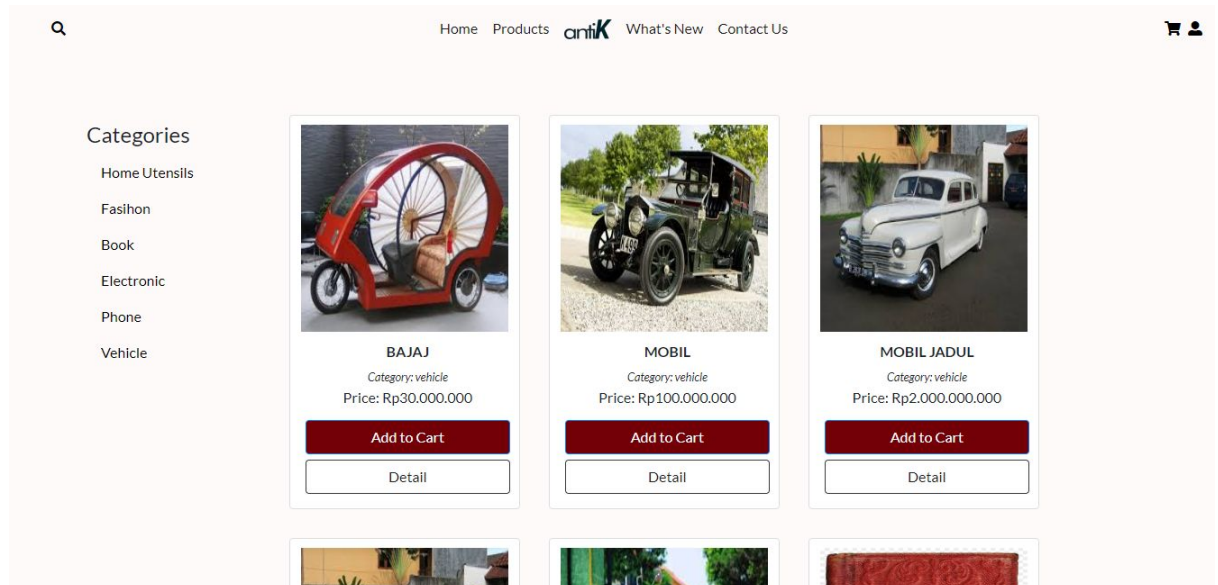 Home Products antiK What's New Contact Us
Categories
Home Utensils
Fasihon
Book
Electronic
Phone
Vehicle
BAJAJ
Category: vehicle
Price: Rp30.000.000
Add to Cart
Detail
MOBIL
Category: vehicle
Price: Rp100.000.000
Add to Cart
Detail
MOBIL JADUL
Category: vehicle
Price: Rp2.000.000.000
Add to Cart
Detail